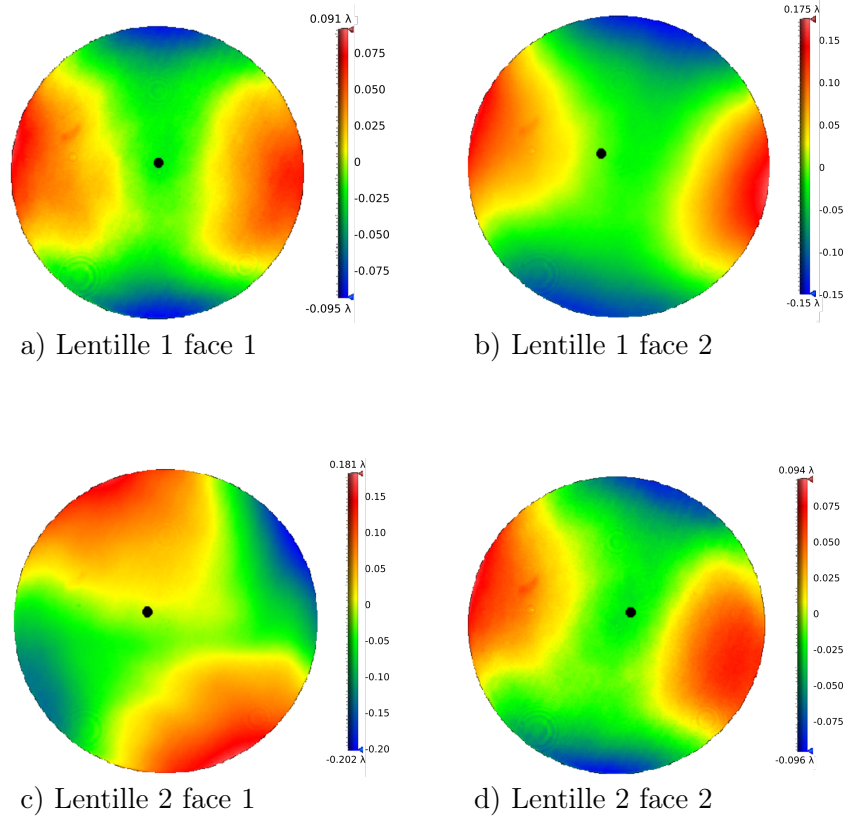 0.091 λ
0.075
0.050
0.025
0
-0.025
-0.050
-0.075
-0.095 λ
a) Lentille 1 face 1
0.175 λ
0.15
0.10
0.05
0
-0.05
-0.10
-0.15
-0.15 λ
b) Lentille 1 face 2
0.181 λ
0.15
0.10
0.05
0
-0.05
-0.10
-0.15
-0.20
-0.202 λ
c) Lentille 2 face 1
0.094 λ
0.075
0.050
0.025
0
-0.025
-0.050
-0.075
-0.096 λ
d) Lentille 2 face 2